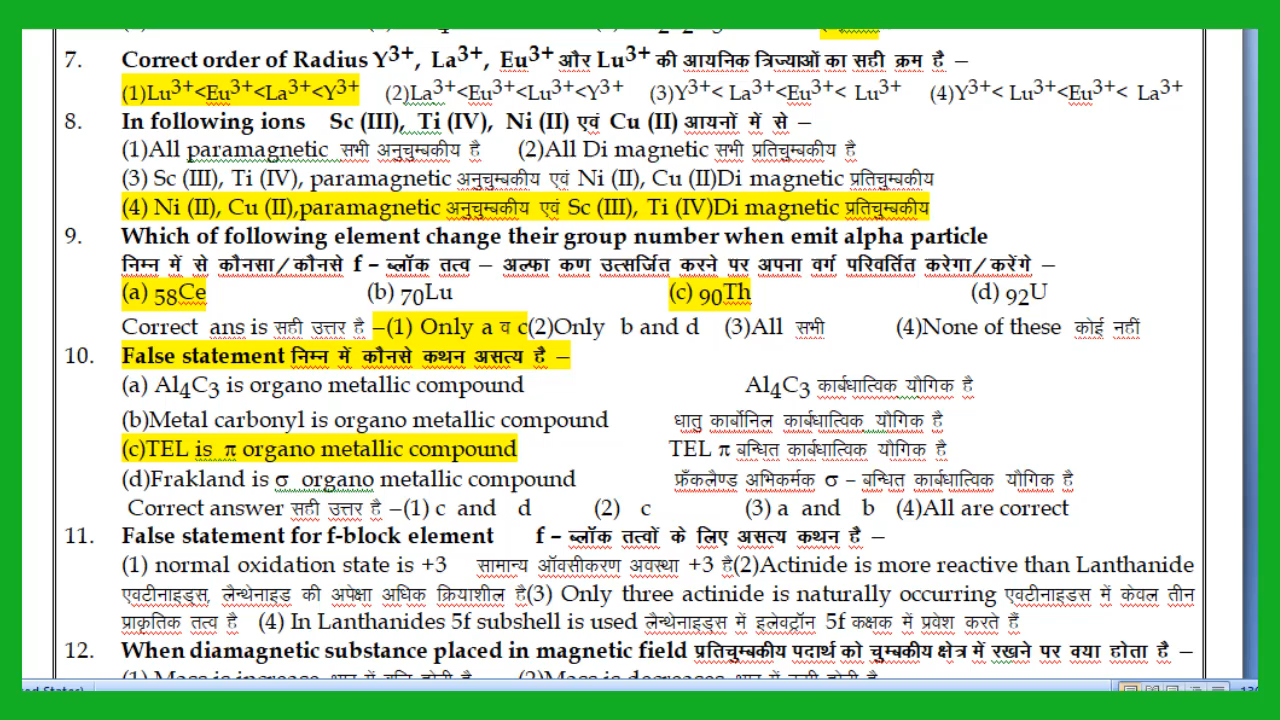 7. Correct order of Radius Y3+, La3+, Eu3+ और Lu3+ की आयनिक त्रिज्याओं का सही क्रम है –
(1)Lu3+<Eu3+<La3+<Y3+ (2)La3+<Eu3+<Lu3+<Y3+ (3)Y3+< La3+<Eu3+< Lu3+ (4)Y3+< Lu3+<Eu3+< La3+
8. In following ions Sc (III), Ti (IV), Ni (II) एवं Cu (II) आयनों में से –
(1)All paramagnetic सभी अनुचुम्बकीय है (2)All Di magnetic सभी प्रतिचुम्बकीय है
(3) Sc (III), Ti (IV), paramagnetic अनुचुम्बकीय एवं Ni (II), Cu (II)Di magnetic प्रतिचुम्बकीय
(4) Ni (II), Cu (II),paramagnetic अनुचुम्बकीय एवं Sc (III), Ti (IV)Di magnetic प्रतिचुम्बकीय
9. Which of following element change their group number when emit alpha particle
निम्न में से कौनसा/कौनसे f – ब्लॉक तत्व – अल्फा कण उत्सर्जित करने पर अपना वर्ग परिवर्तित करेगा/करेंगे –
(a) 58Ce (b) 70Lu (c) 90Th (d) 92U
Correct ans is सही उत्तर है –(1) Only a व c(2)Only b and d (3)All सभी (4)None of these कोई नहीं
10. False statement निम्न में कौनसे कथन असत्य है –
(a) Al4C3 is organo metallic compound Al4C3 कार्बधात्विक यौगिक है
(b)Metal carbonyl is organo metallic compound धातु कार्बोनिल कार्बधात्विक यौगिक है
(c)TEL is π organo metallic compound TEL π बन्धित कार्बधात्विक यौगिक है
(d)Frakland is σ organo metallic compound फ्रँकलैण्ड अभिकर्मक σ – बन्धित कार्बधात्विक यौगिक है
Correct answer सही उत्तर है –(1) c and d (2) c (3) a and b (4)All are correct
11. False statement for f-block element f – ब्लॉक तत्वों के लिए असत्य कथन है –
(1) normal oxidation state is +3 सामान्य ऑक्सीकरण अवस्था +3 है(2)Actinide is more reactive than Lanthanide
एक्टीनाइड्स, लैन्थेनाइड की अपेक्षा अधिक क्रियाशील है(3) Only three actinide is naturally occurring एक्टीनाइडस में केवल तीन
प्राकृतिक तत्व है (4) In Lanthanides 5f subshell is used लैन्थेनाइड्स में इलेक्ट्रॉन 5f कक्षक में प्रवेश करते हैं
12. When diamagnetic substance placed in magnetic field प्रतिचुम्बकीय पदार्थ को चुम्बकीय क्षेत्र में रखने पर क्या होता है –